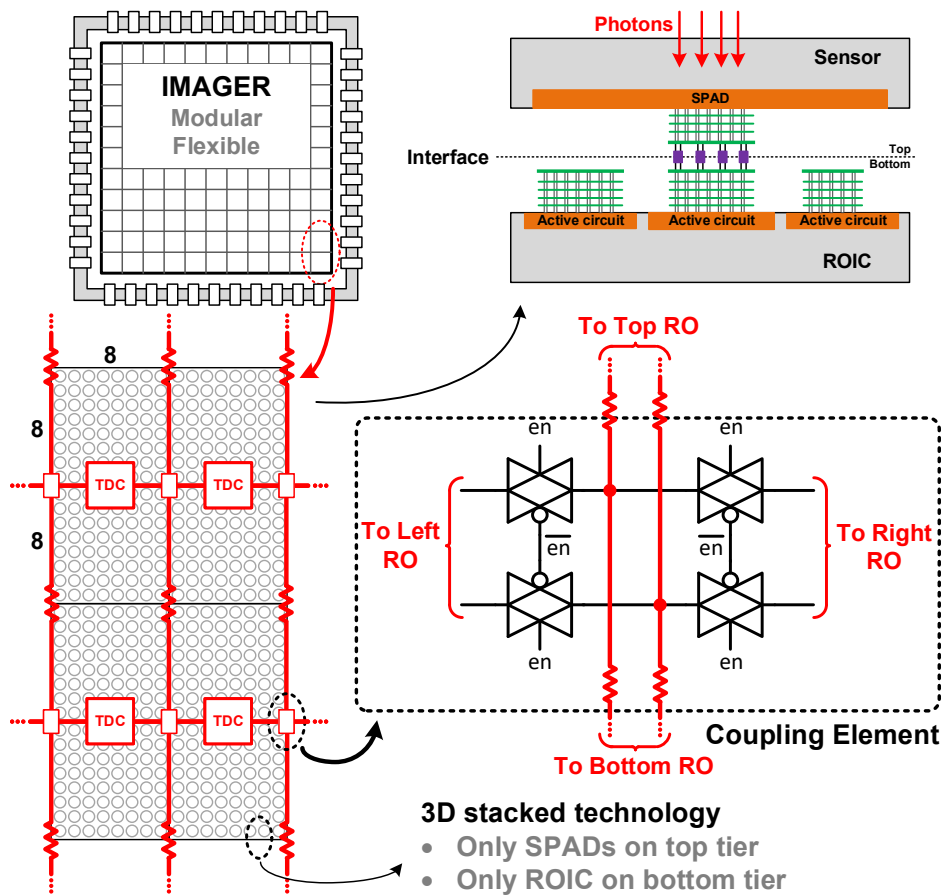 IMAGER
Modular
Flexible
Photons
Sensor
SPAD
Interface
Top
Bottom
Active circuit
Active circuit
Active circuit
ROIC
8
8
8
TDC
TDC
TDC
TDC
To Top RO
en
en
To Left
RO
en
en
To Right
RO
en
en
To Bottom RO
Coupling Element
3D stacked technology
• Only SPADs on top tier
• Only ROIC on bottom tier